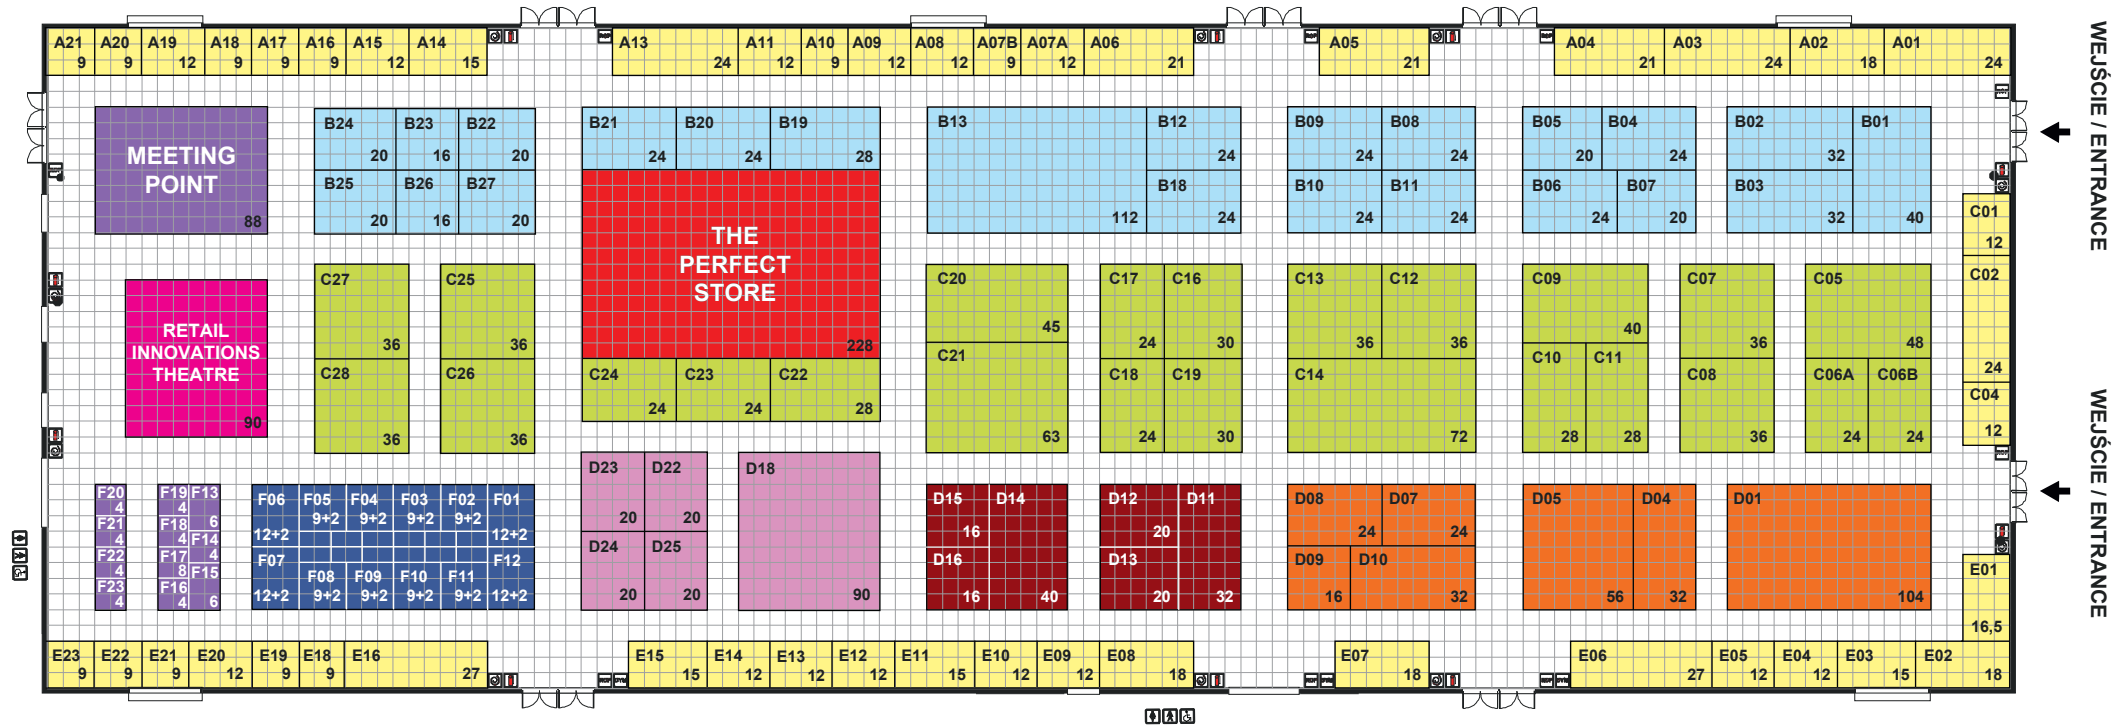 A21 A20 A19 A18 A17 A16 A15 A14 A13 A11 A10 A09 A08 A07B A07A A06 A05 A04 A03 A02 A01
9 9 12 9 9 9 12 15 24 12 9 12 12 9 12 21 21 21 24 18 24
WEJŚCIE / ENTRANCE
MEETING
POINT
88
B24 B23 B22
20 16 20
B25 B26 B27
20 16 20
B21 B20 B19
24 24 28
THE
PERFECT
STORE
228
B13
112
B12
24
B18
24
B09 B08
24 24
B10 B11
24 24
B05 B04
20 24
B06 B07
24 20
B02
32
B03
32
B01
40
C01
12
C02
24
C04
12
RETAIL
INNOVATIONS
THEATRE
90
C27 C25
36 36
C28 C26
36 36
C24 C23 C22
24 24 28
C20
45
C21
63
C17 C16
24 30
C18 C19
24 30
C13 C12
36 36
C14
72
C09
40
C10 C11
28 28
C07
36
C08
36
C05
48
C06A C06B
24 24
WEJŚCIE / ENTRANCE
F20
4
F21
4
F22
4
F23
4
F19
4
F18
4
F17
8
F16
4
F13
6
F14
4
F15
6
F06 F05 F04 F03 F02 F01
9+2 9+2 9+2 9+2
12+2 12+2
F07 F12
F08 F09 F10 F11
12+2 9+2 9+2 9+2 9+2 12+2
D23 D22
20 20
D24 D25
20 20
D18
90
D15
16
D16
16
D14
40
D12
20
D13
20
D11
32
D08 D07
24 24
D09 D10
16 32
D05 D04
56 32
D01
104
E01
16,5
E23 E22 E21 E20 E19 E18 E16 E15 E14 E13 E12 E11 E10 E09 E08 E07 E06 E05 E04 E03 E02
9 9 9 12 9 9 27 15 12 12 12 15 12 12 18 18 27 12 12 15 18